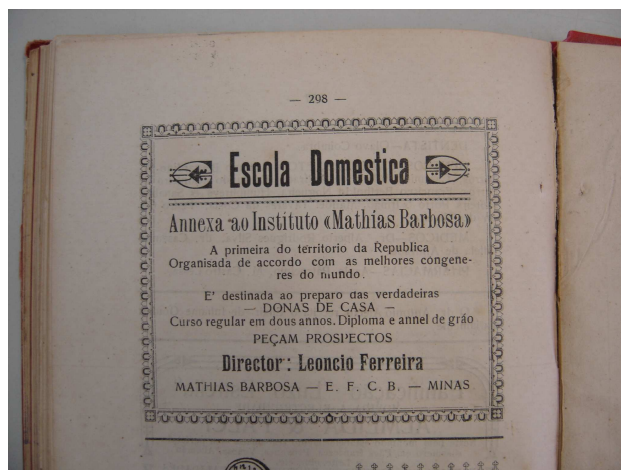 — 298 —
Escola Domestica
Annexa ao Instituto «Mathias Barbosa»
A primeira do territorio da Republica
Organisada de accordo com as melhores congene-
res do mundo
E' destinada ao preparo das verdadeiras
— DONAS DE CASA —
Curso regular em dous annos. Diploma e annel de gráo
PEÇAM PROSPECTOS
Director: Leoncio Ferreira
MATHIAS BARBOSA — E. F. C. B. — MINAS